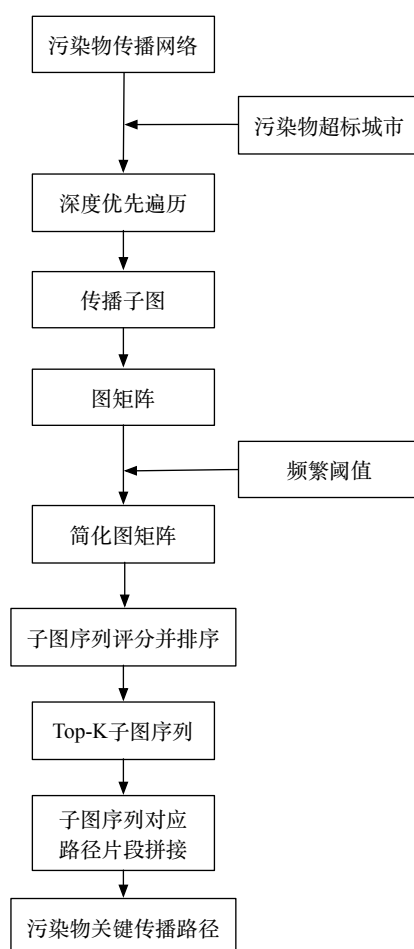 污染物传播网络
污染物超标城市
深度优先遍历
传播子图
图矩阵
频繁阈值
简化图矩阵
子图序列评分并排序
Top-K子图序列
子图序列对应
路径片段拼接
污染物关键传播路径